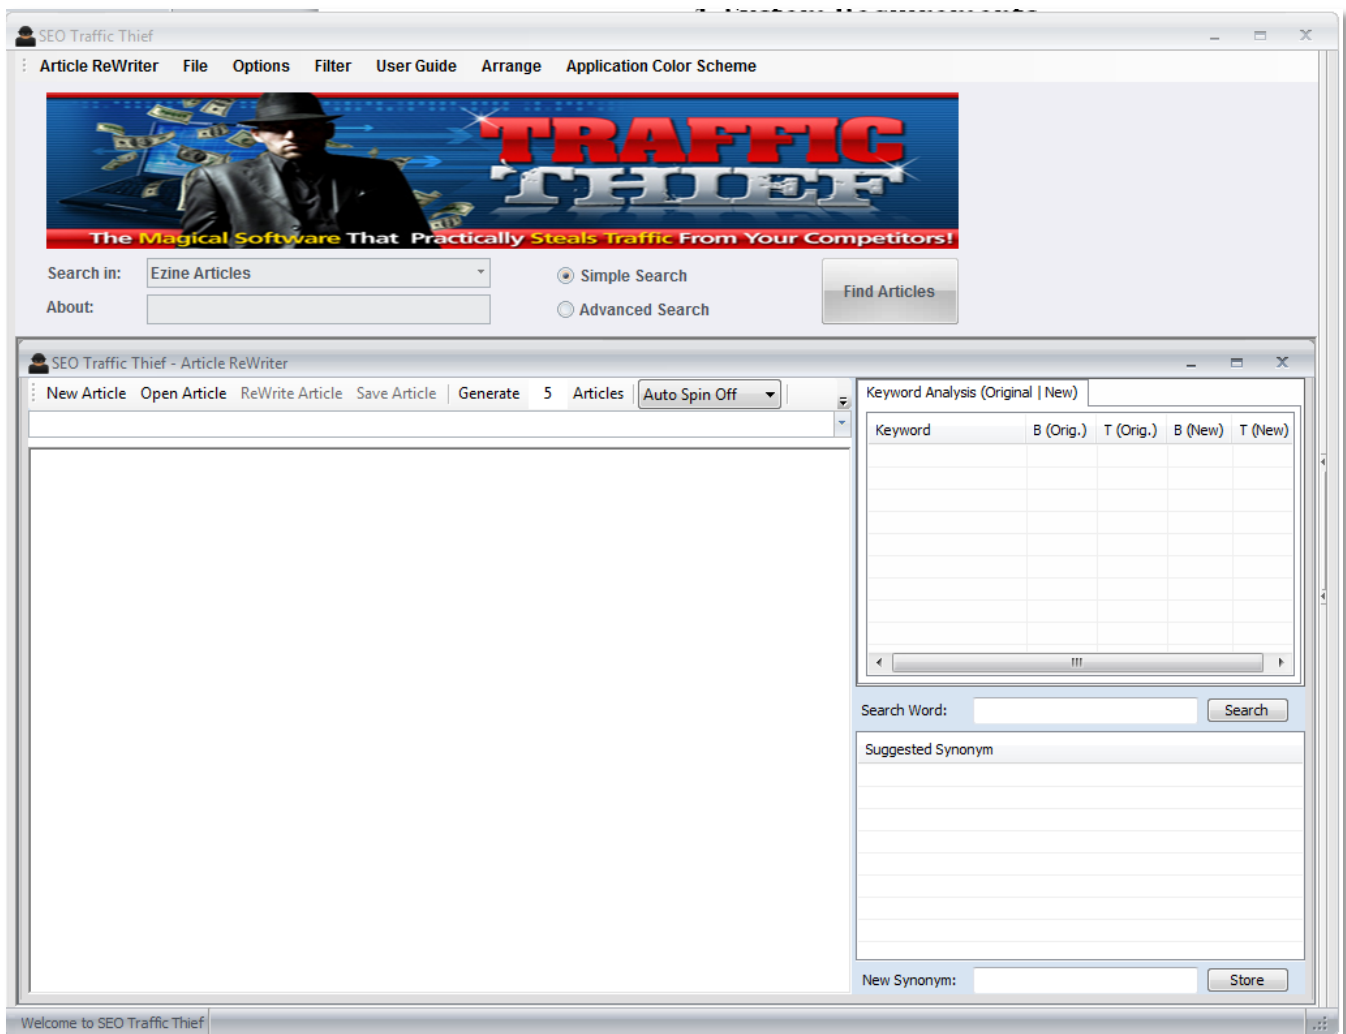 SEO Traffic Thief
Article ReWriter File Options Filter User Guide Arrange Application Color Scheme
TRAFFIC
THIEF
The Magical Software That Practically Steals Traffic From Your Competitors!
Search in: Ezine Articles
Simple Search
Find Articles
About:
Advanced Search
SEO Traffic Thief - Article ReWriter
New Article Open Article ReWrite Article Save Article Generate 5 Articles Auto Spin Off
Keyword Analysis (Original | New)
Keyword B (Orig.) T (Orig.) B (New) T (New)
Search Word: Search
Suggested Synonym
New Synonym: Store
Welcome to SEO Traffic Thief